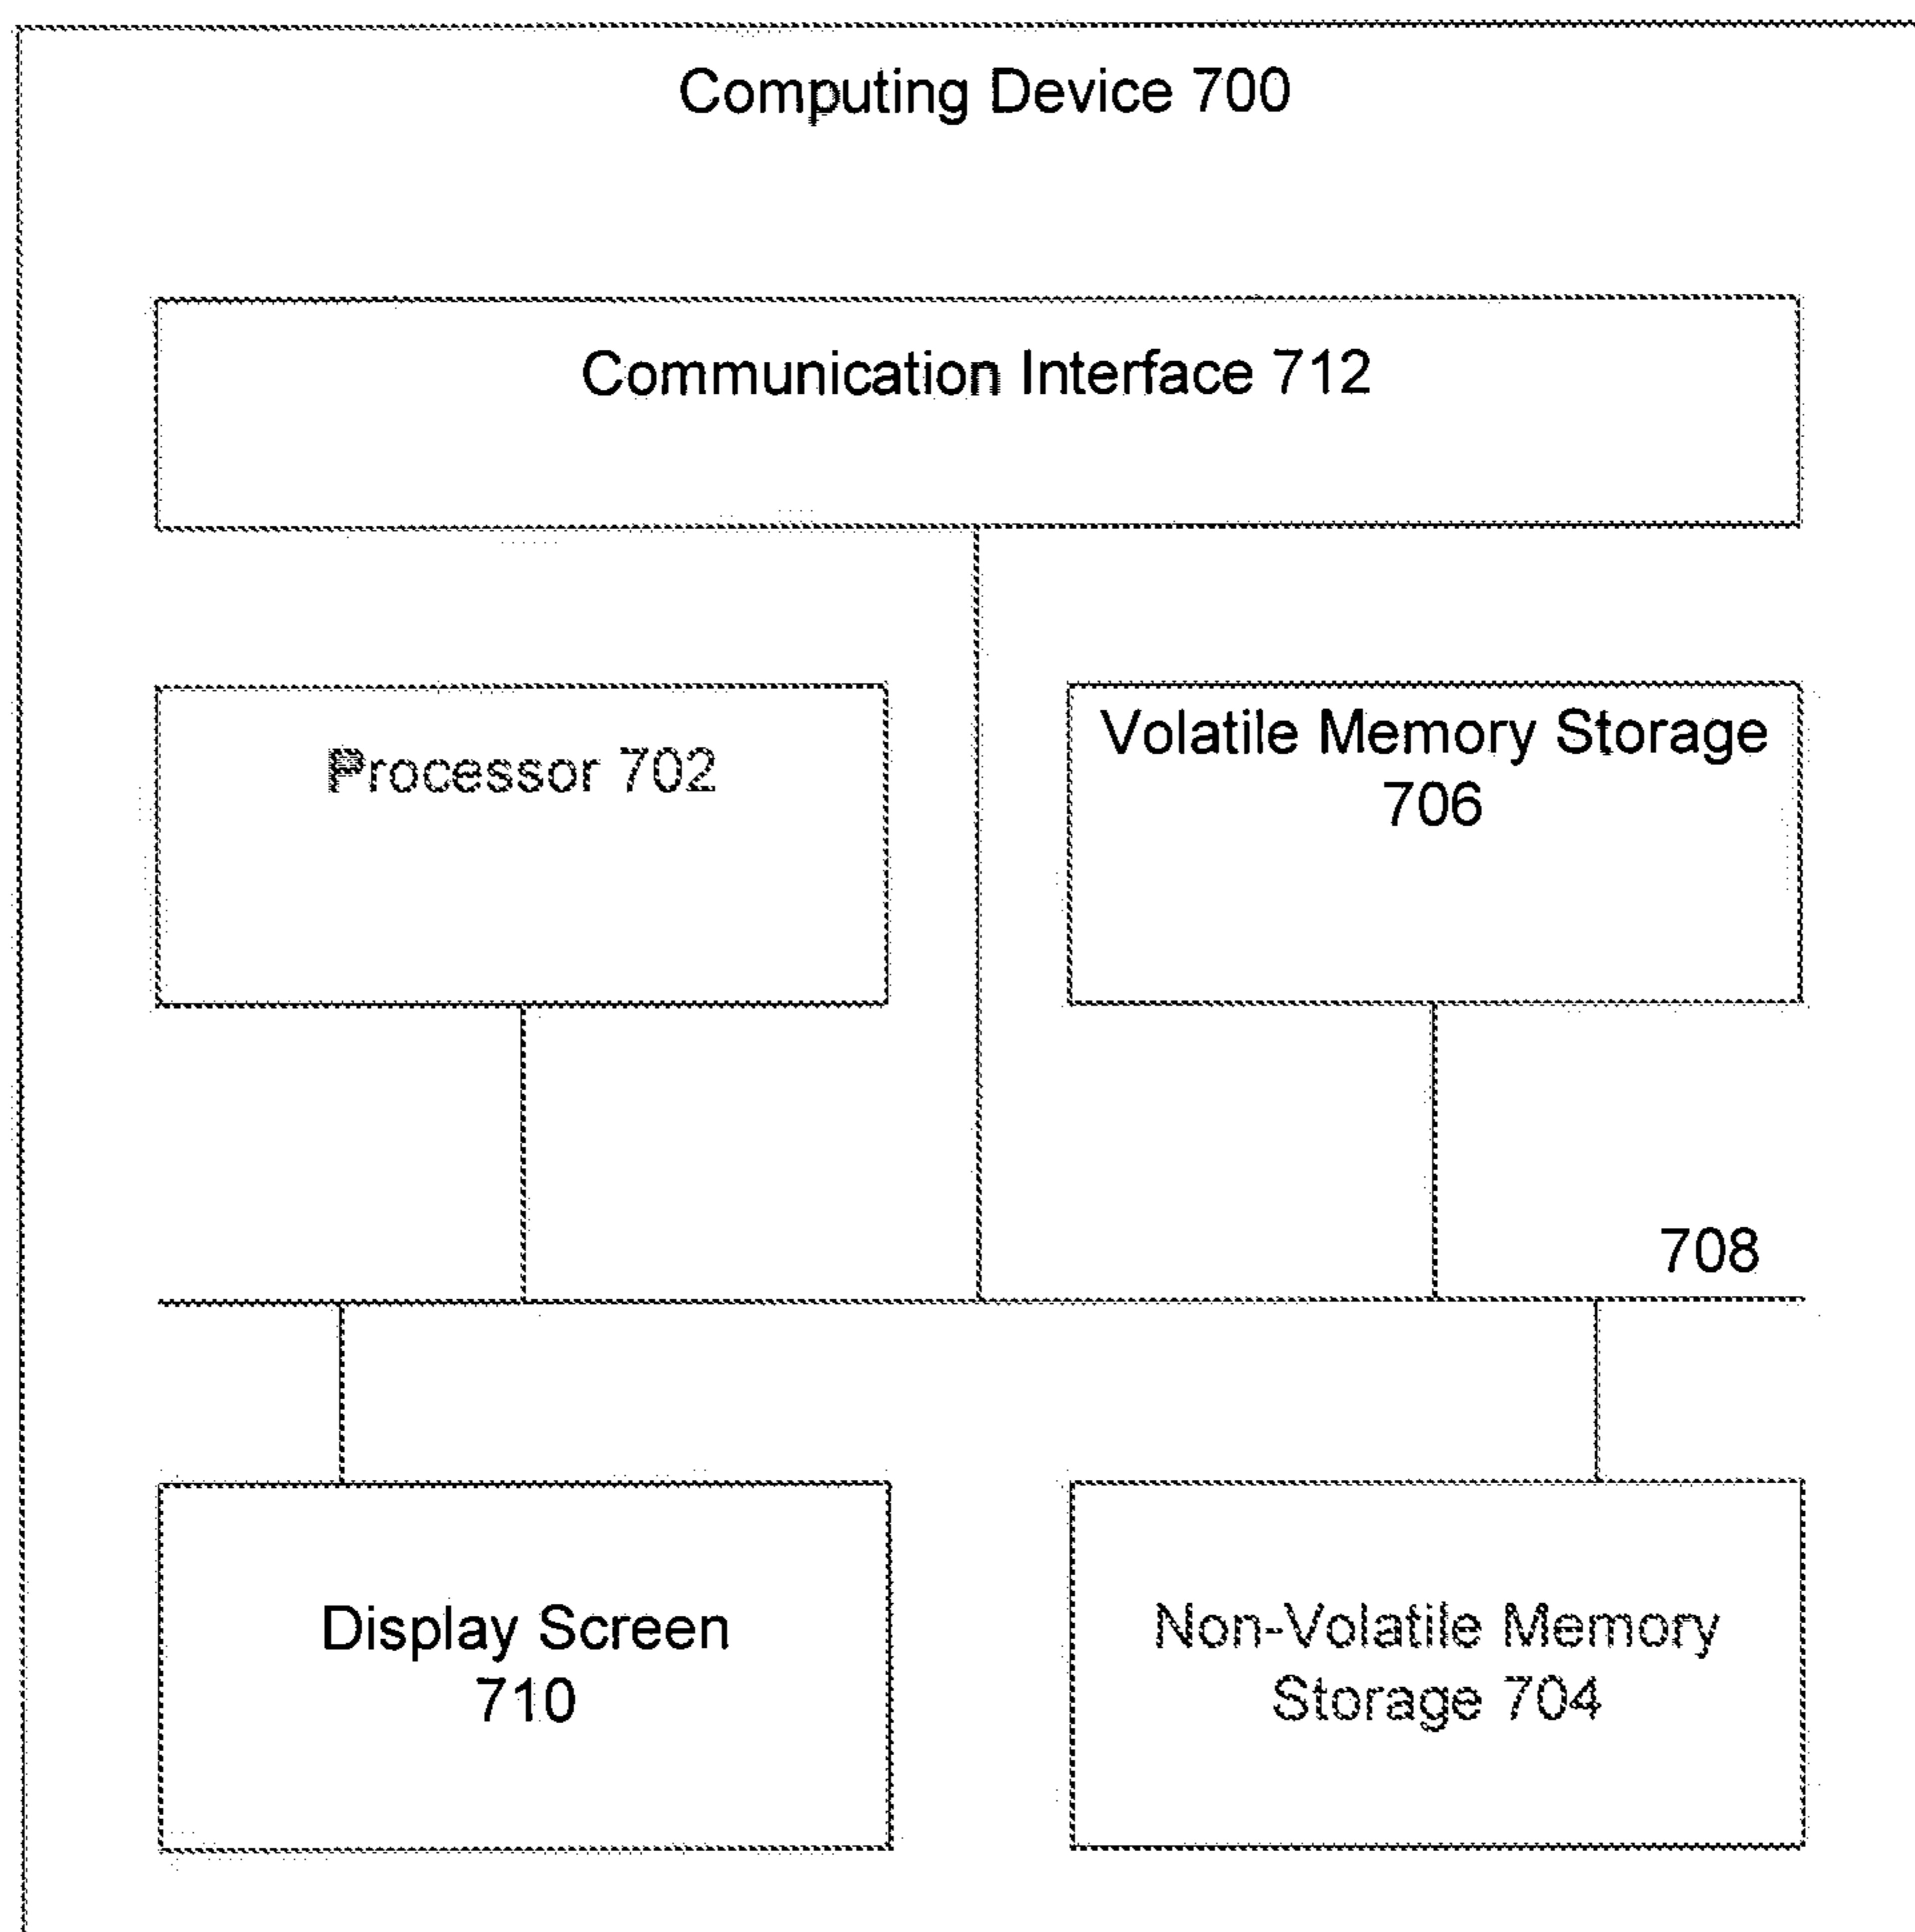 Computing Device 700
Communication Interface 712
Processor 702
Volatile Memory Storage
706
708
Display Screen
710
Non-Volatile Memory
Storage 704